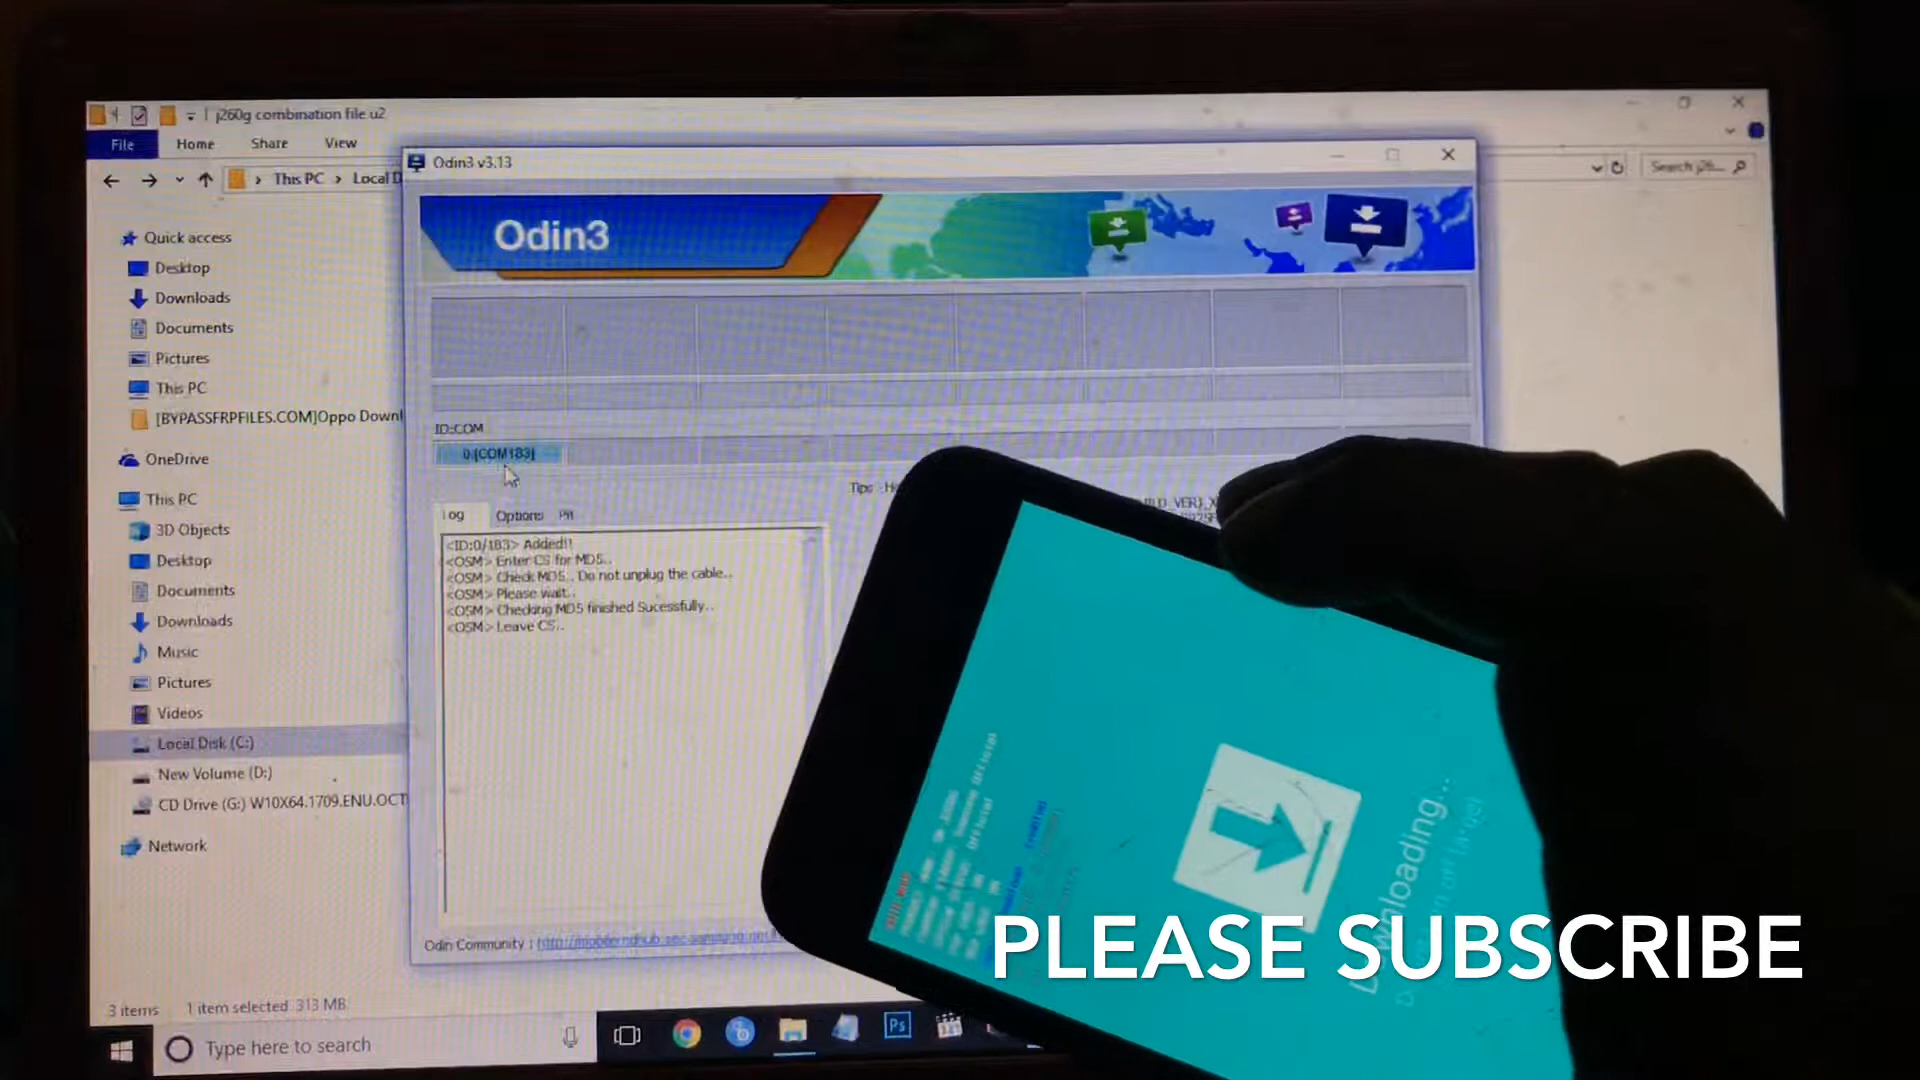 j260g combination file u2
File
Home
Share
View
This PC
Local D
Search j26...
Odin3 v3.13
Odin3
Quick access
Desktop
Downloads
Documents
Pictures
This PC
[BYPASSFRPFILES.COM]Oppo Downl
OneDrive
This PC
3D Objects
Desktop
Documents
Downloads
Music
Pictures
Videos
Local Disk (C:)
New Volume (D:)
CD Drive (G:) W10X64.1709.ENU.OCT
Network
ID:COM
0:[COM183]
Log
Options
Pit
Tips
<ID:0/183> Added!!
<OSM> Enter CS for MD5..
<OSM> Check MD5.. Do not unplug the cable..
<OSM> Please wait..
<OSM> Checking MD5 finished Sucessfully..
<OSM> Leave CS..
Odin Community :
3 items
1 item selected 313 MB
Type here to search
Ps
Downloading...
PLEASE SUBSCRIBE